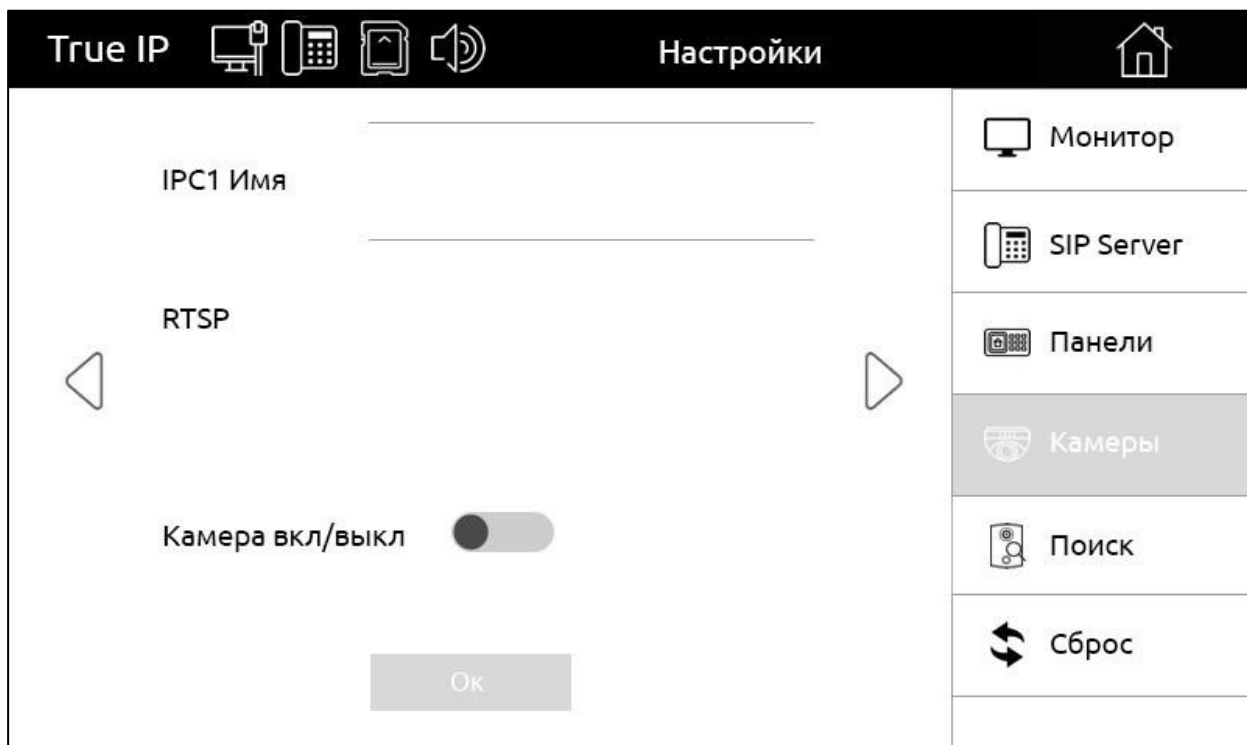 True IP
Настройки
IPC1 Имя
RTSP
Камера вкл/выкл
Ок
Монитор
SIP Server
Панели
Камеры
Поиск
Сброс